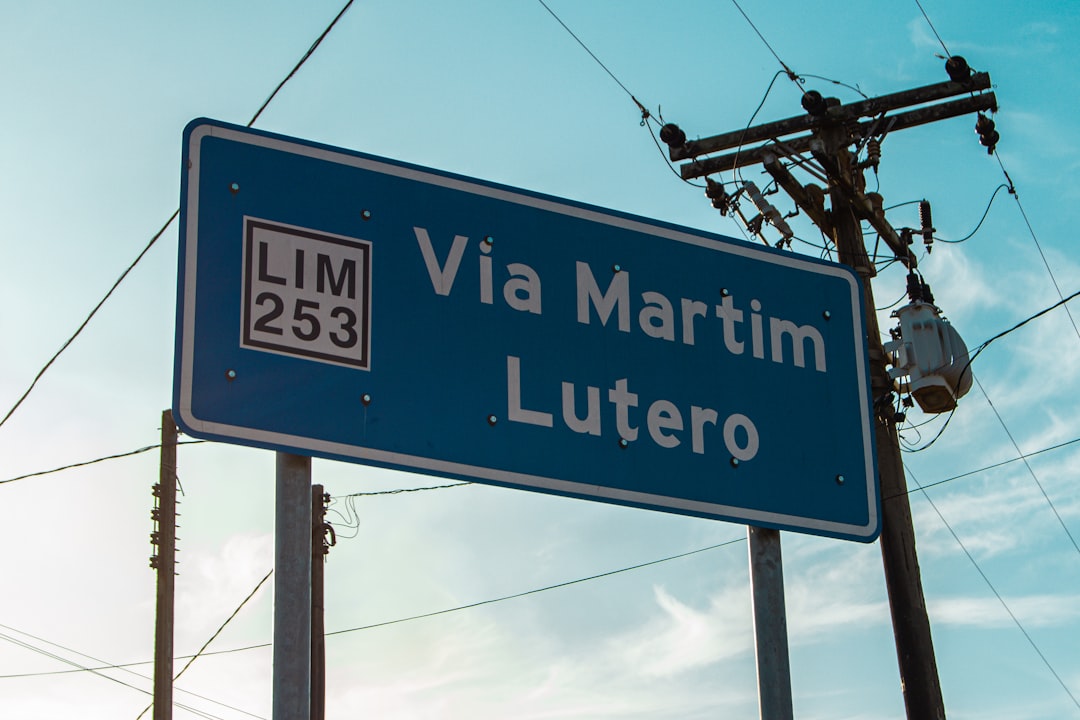 LIM
253
Via Martim
Lutero